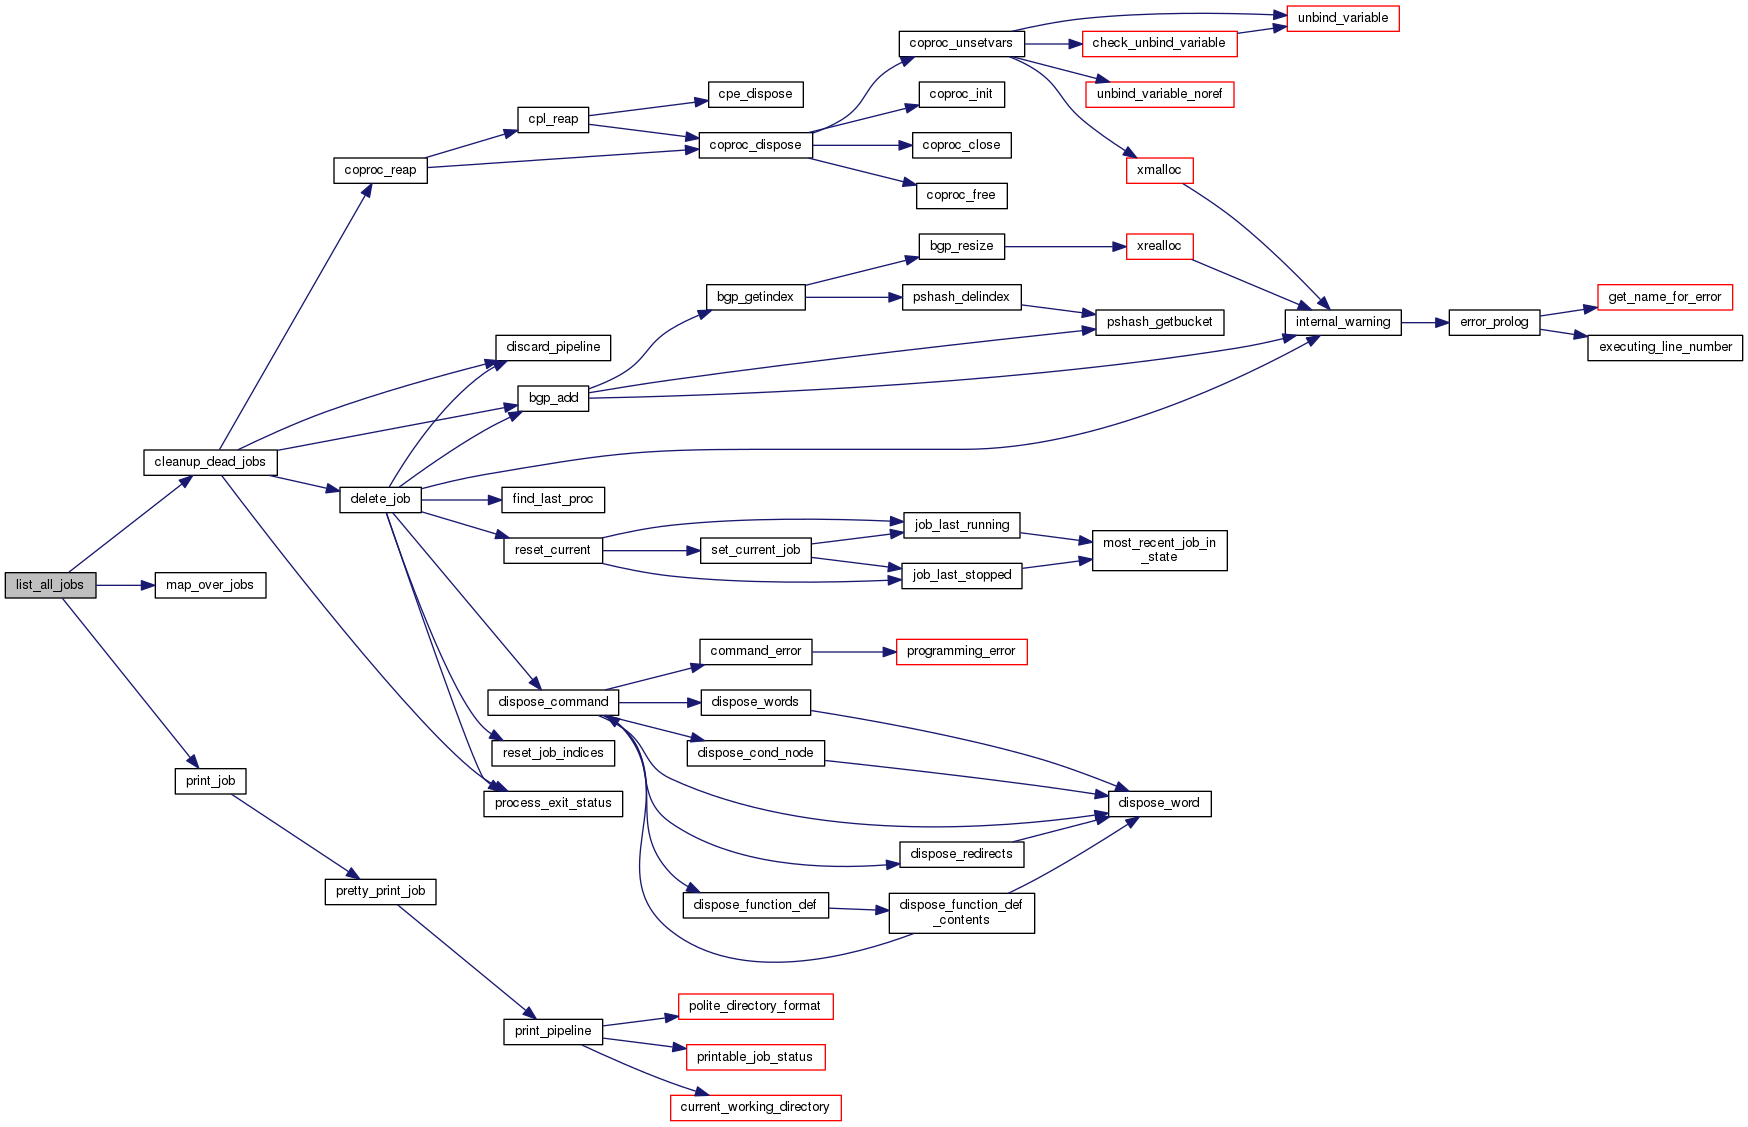 unbind_variable
coproc_unsetvars
check_unbind_variable
cpe_dispose
coproc_init
unbind_variable_noref
cpl_reap
coproc_dispose
coproc_close
coproc_reap
xmalloc
coproc_free
bgp_resize
xrealloc
bgp_getindex
pshash_delindex
get_name_for_error
pshash_getbucket
internal_warning
error_prolog
discard_pipeline
executing_line_number
bgp_add
cleanup_dead_jobs
delete_job
find_last_proc
job_last_running
reset_current
set_current_job
most_recent_job_in
_state
job_last_stopped
list_all_jobs
map_over_jobs
command_error
programming_error
dispose_command
dispose_words
reset_job_indices
dispose_cond_node
print_job
process_exit_status
dispose_word
dispose_redirects
pretty_print_job
dispose_function_def
dispose_function_def
_contents
polite_directory_format
print_pipeline
printable_job_status
current_working_directory